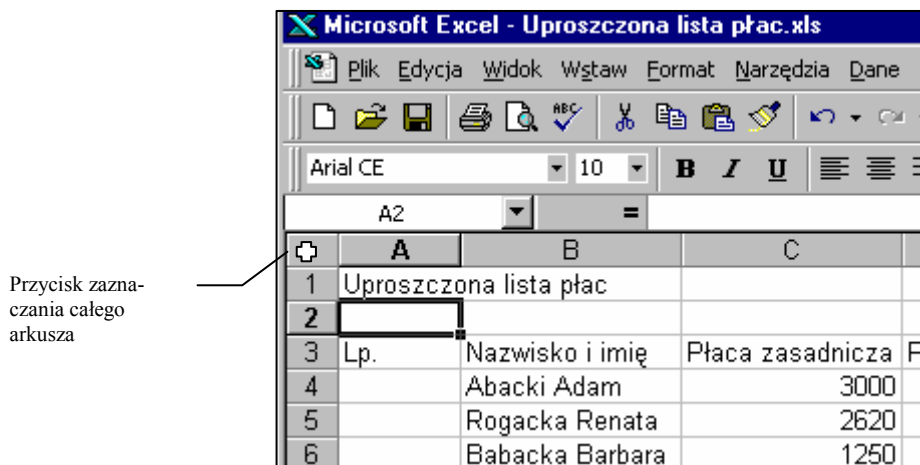 Microsoft Excel - Uproszczona lista płac.xls
Plik Edycja Widok Wstaw Format Narzędzia Dane
ABC
Arial CE 10 B I U
A2 =
A B C
Przycisk zazna-
czania całego
arkusza
1 Uproszczona lista płac
2
3 Lp. Nazwisko i imię Płaca zasadnicza
4 Abacki Adam 3000
5 Rogacka Renata 2620
6 Babacka Barbara 1250